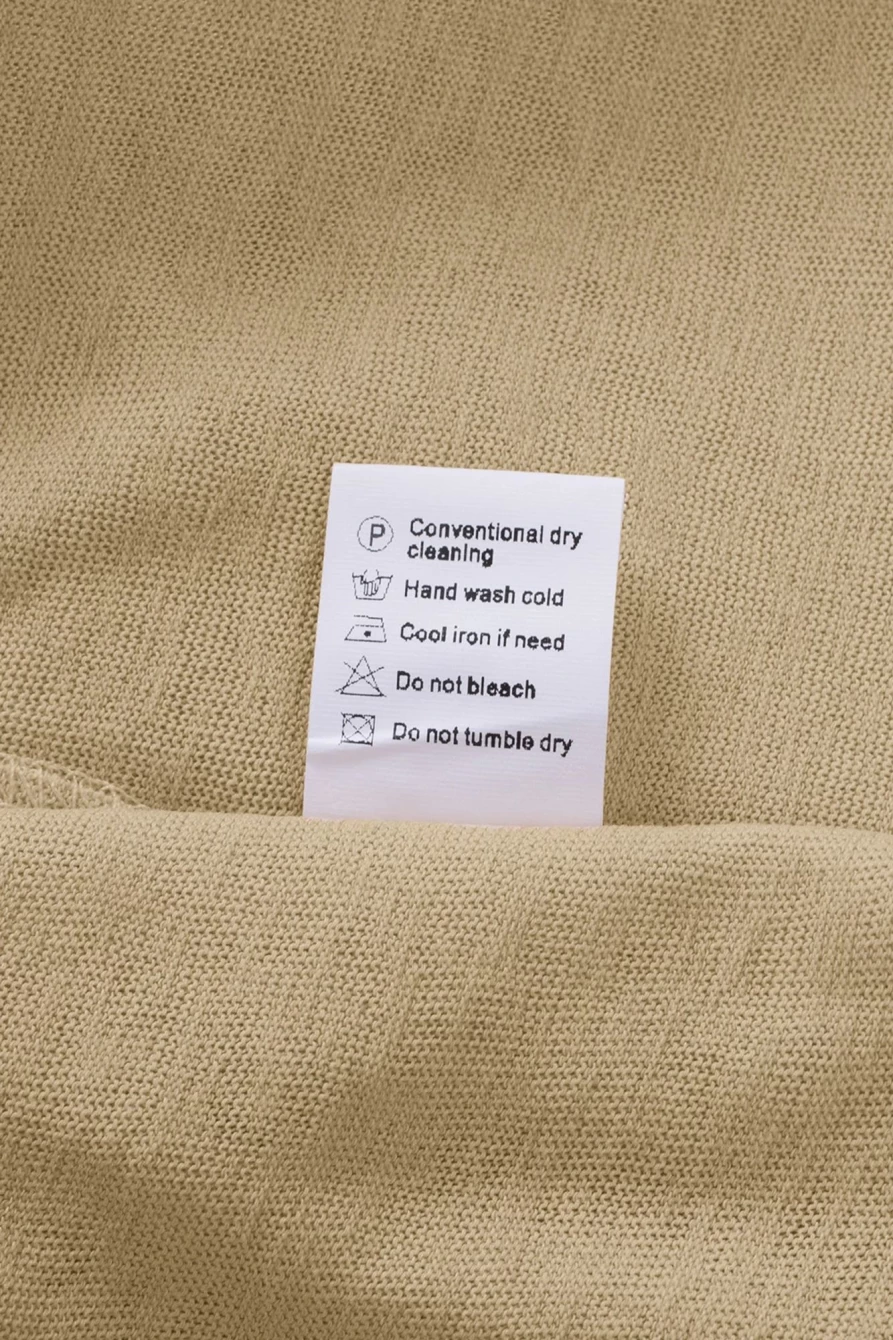 P
Conventional dry
cleaning
Hand wash cold
Cool iron if need
Do not bleach
Do not tumble dry